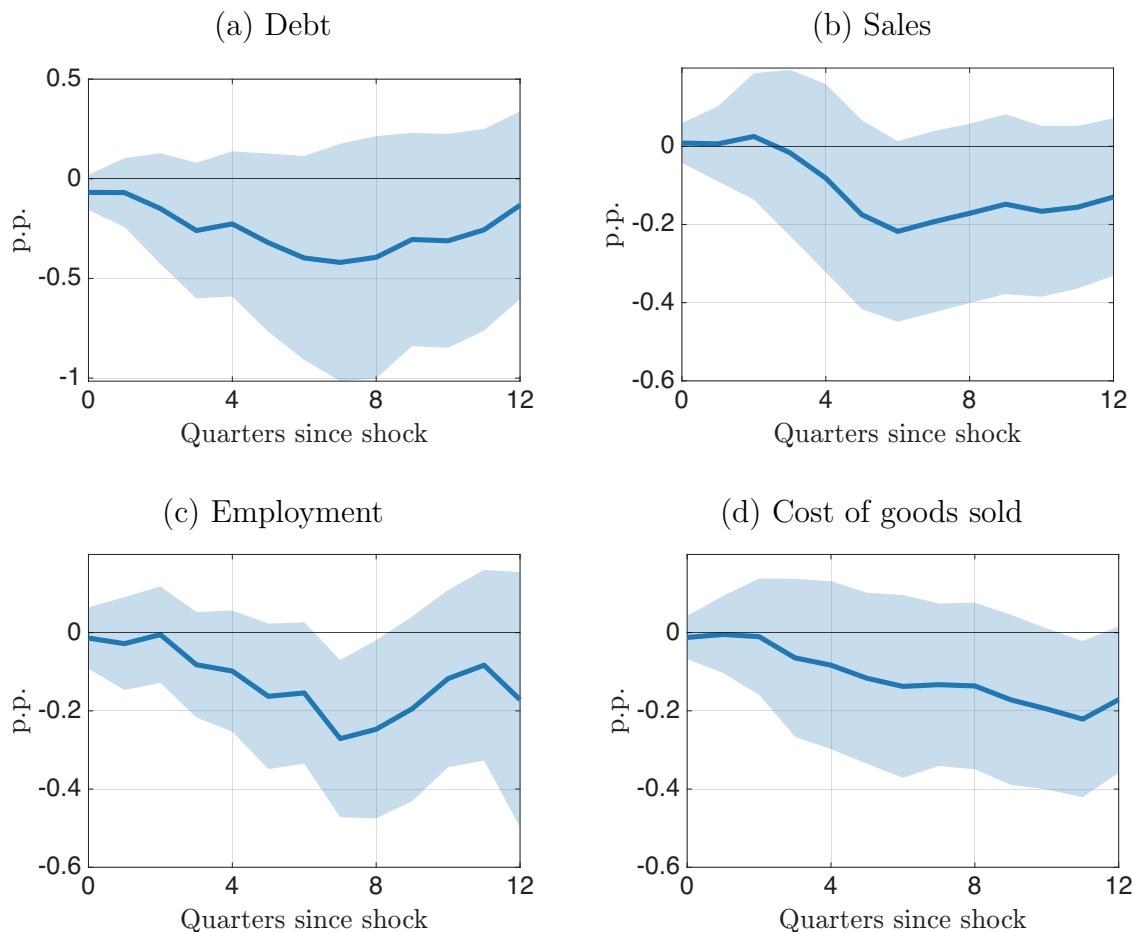 (a) Debt
0.5
0
-0.5
-1
p.p.
0 4 8 12
Quarters since shock
(b) Sales
0
-0.2
-0.4
-0.6
p.p.
0 4 8 12
Quarters since shock
(c) Employment
0
-0.2
-0.4
-0.6
p.p.
0 4 8 12
Quarters since shock
(d) Cost of goods sold
0
-0.2
-0.4
-0.6
p.p.
0 4 8 12
Quarters since shock